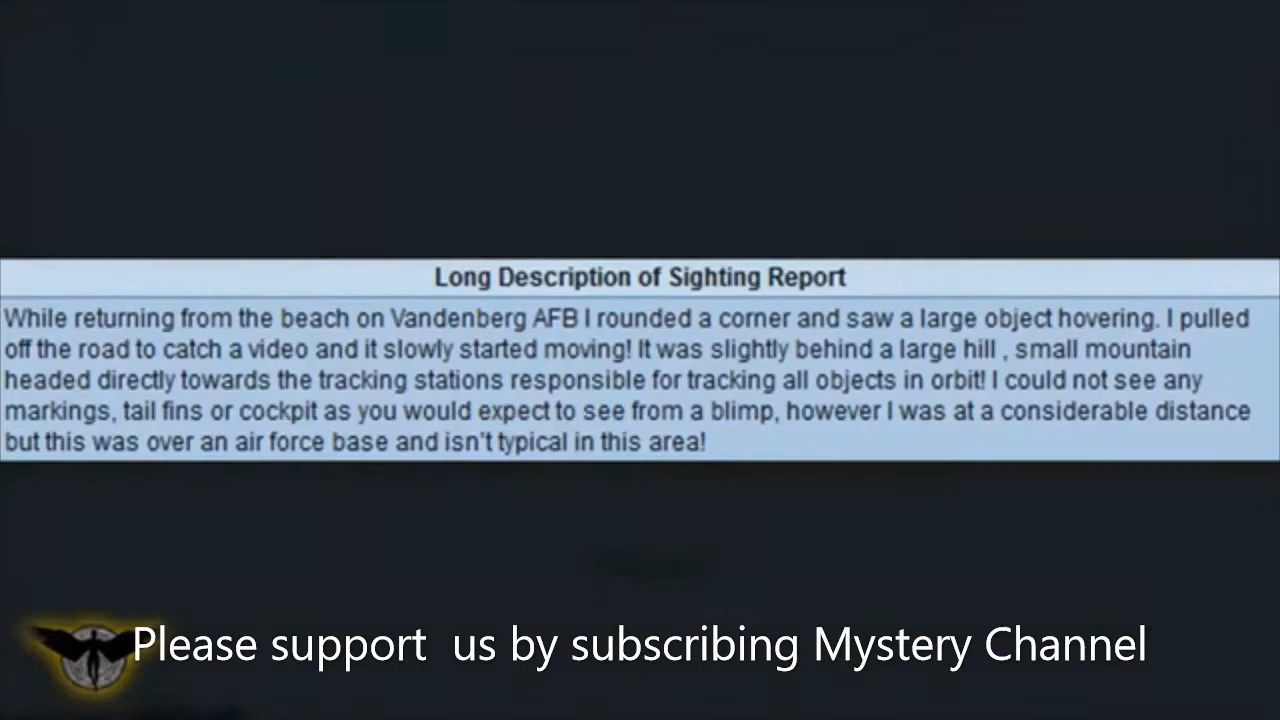 Long Description of Sighting Report
While returning from the beach on Vandenberg AFB I rounded a corner and saw a large object hovering. I pulled
off the road to catch a video and it slowly started moving! It was slightly behind a large hill , small mountain
headed directly towards the tracking stations responsible for tracking all objects in orbit! I could not see any
markings, tail fins or cockpit as you would expect to see from a blimp, however I was at a considerable distance
but this was over an air force base and isn't typical in this area!
Please support  us by subscribing Mystery Channel